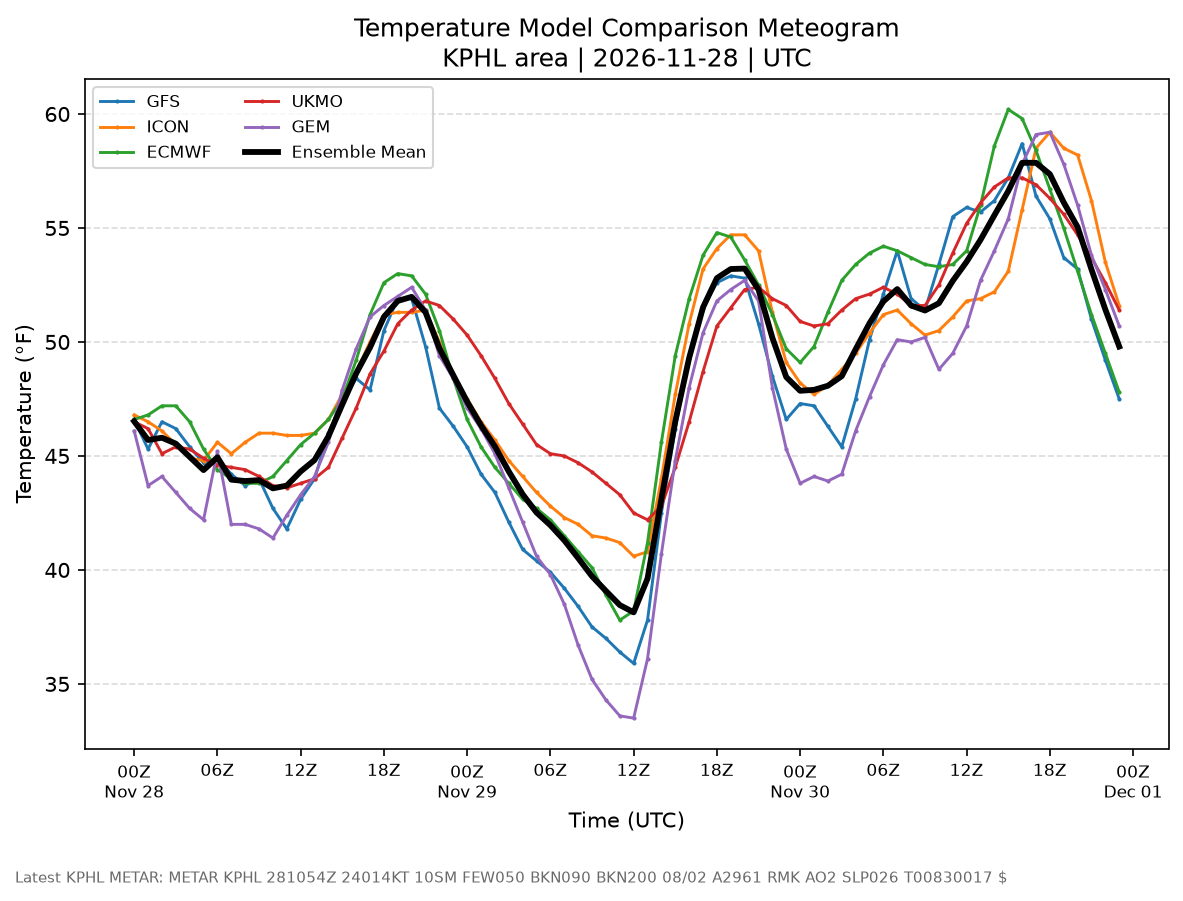 Temperature Model Comparison Meteogram
KPHL area | 2026-11-28 | UTC
GFS
ICON
ECMWF
UKMO
GEM
Ensemble Mean
Temperature (°F)
60
55
50
45
40
35
00Z
Nov 28
06Z
12Z
18Z
00Z
Nov 29
06Z
12Z
18Z
00Z
Nov 30
06Z
12Z
18Z
00Z
Dec 01
Time (UTC)
Latest KPHL METAR: METAR KPHL 281054Z 24014KT 10SM FEW050 BKN090 BKN200 08/02 A2961 RMK AO2 SLP026 T00830017 $